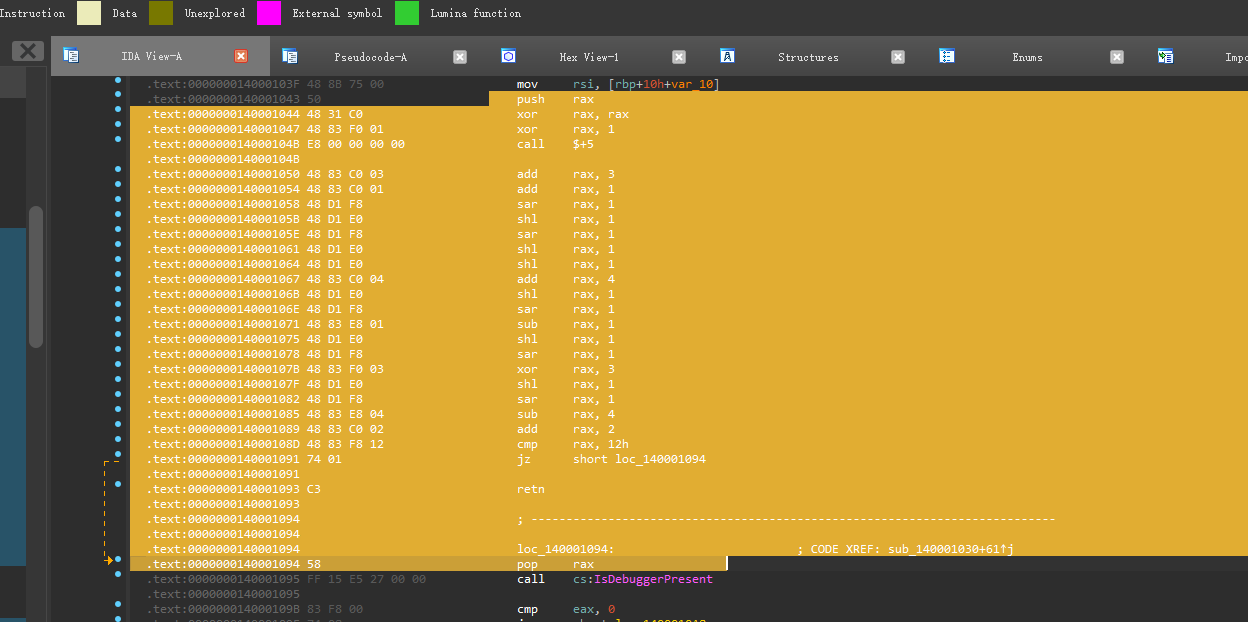 Instruction Data Unexplored External symbol Lumina function
IDA View-A Pseudocode-A Hex View-1 Structures Enums Impo
.text:000000014000103F 48 8B 75 00 mov rsi, [rbp+10h+var_10]
.text:0000000140001043 50 push rax
.text:0000000140001044 48 31 C0 xor rax, rax
.text:0000000140001047 48 83 F0 01 xor rax, 1
.text:000000014000104B E8 00 00 00 00 call $+5
.text:000000014000104B
.text:0000000140001050 48 83 C0 03 add rax, 3
.text:0000000140001054 48 83 C0 01 add rax, 1
.text:0000000140001058 48 D1 F8 sar rax, 1
.text:000000014000105B 48 D1 E0 shl rax, 1
.text:000000014000105E 48 D1 F8 sar rax, 1
.text:0000000140001061 48 D1 E0 shl rax, 1
.text:0000000140001064 48 D1 E0 shl rax, 1
.text:0000000140001067 48 83 C0 04 add rax, 4
.text:000000014000106B 48 D1 E0 shl rax, 1
.text:000000014000106E 48 D1 F8 sar rax, 1
.text:0000000140001071 48 83 E8 01 sub rax, 1
.text:0000000140001075 48 D1 E0 shl rax, 1
.text:0000000140001078 48 D1 F8 sar rax, 1
.text:000000014000107B 48 83 F0 03 xor rax, 3
.text:000000014000107F 48 D1 E0 shl rax, 1
.text:0000000140001082 48 D1 F8 sar rax, 1
.text:0000000140001085 48 83 E8 04 sub rax, 4
.text:0000000140001089 48 83 C0 02 add rax, 2
.text:000000014000108D 48 83 F8 12 cmp rax, 12h
.text:0000000140001091 74 01 jz short loc_140001094
.text:0000000140001091
.text:0000000140001093 C3 retn
.text:0000000140001093
.text:0000000140001094 ; ---------------------------------------------------------------------------
.text:0000000140001094
.text:0000000140001094 loc_140001094: ; CODE XREF: sub_140001030+61↑j
.text:0000000140001094 58 pop rax
.text:0000000140001095 FF 15 E5 27 00 00 call cs:IsDebuggerPresent
.text:0000000140001095
.text:000000014000109B 83 F8 00 cmp eax, 0